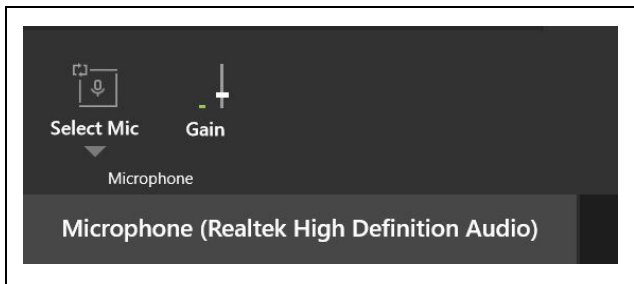 Select Mic
Gain
Microphone
Microphone (Realtek High Definition Audio)